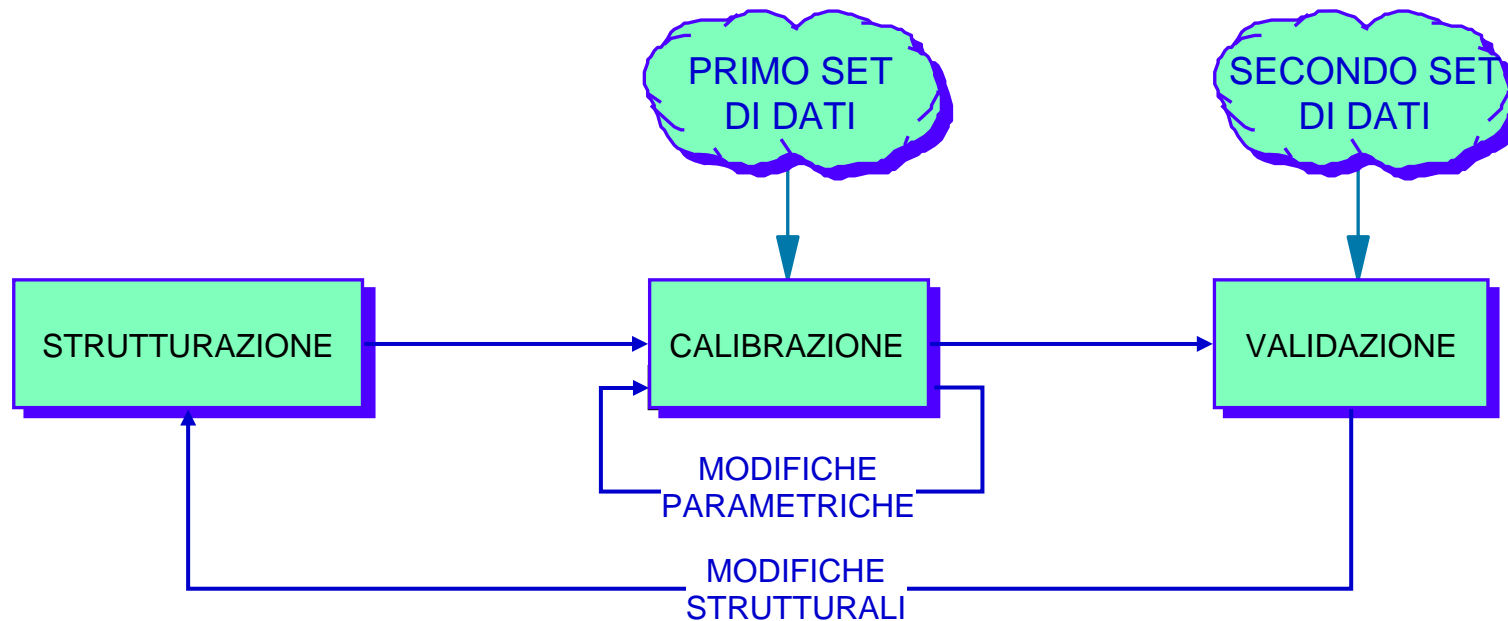 PRIMO SET
DI DATI
SECONDO SET
DI DATI
STRUTTURAZIONE
CALIBRAZIONE
VALIDAZIONE
MODIFICHE
PARAMETRICHE
MODIFICHE
STRUTTURALI